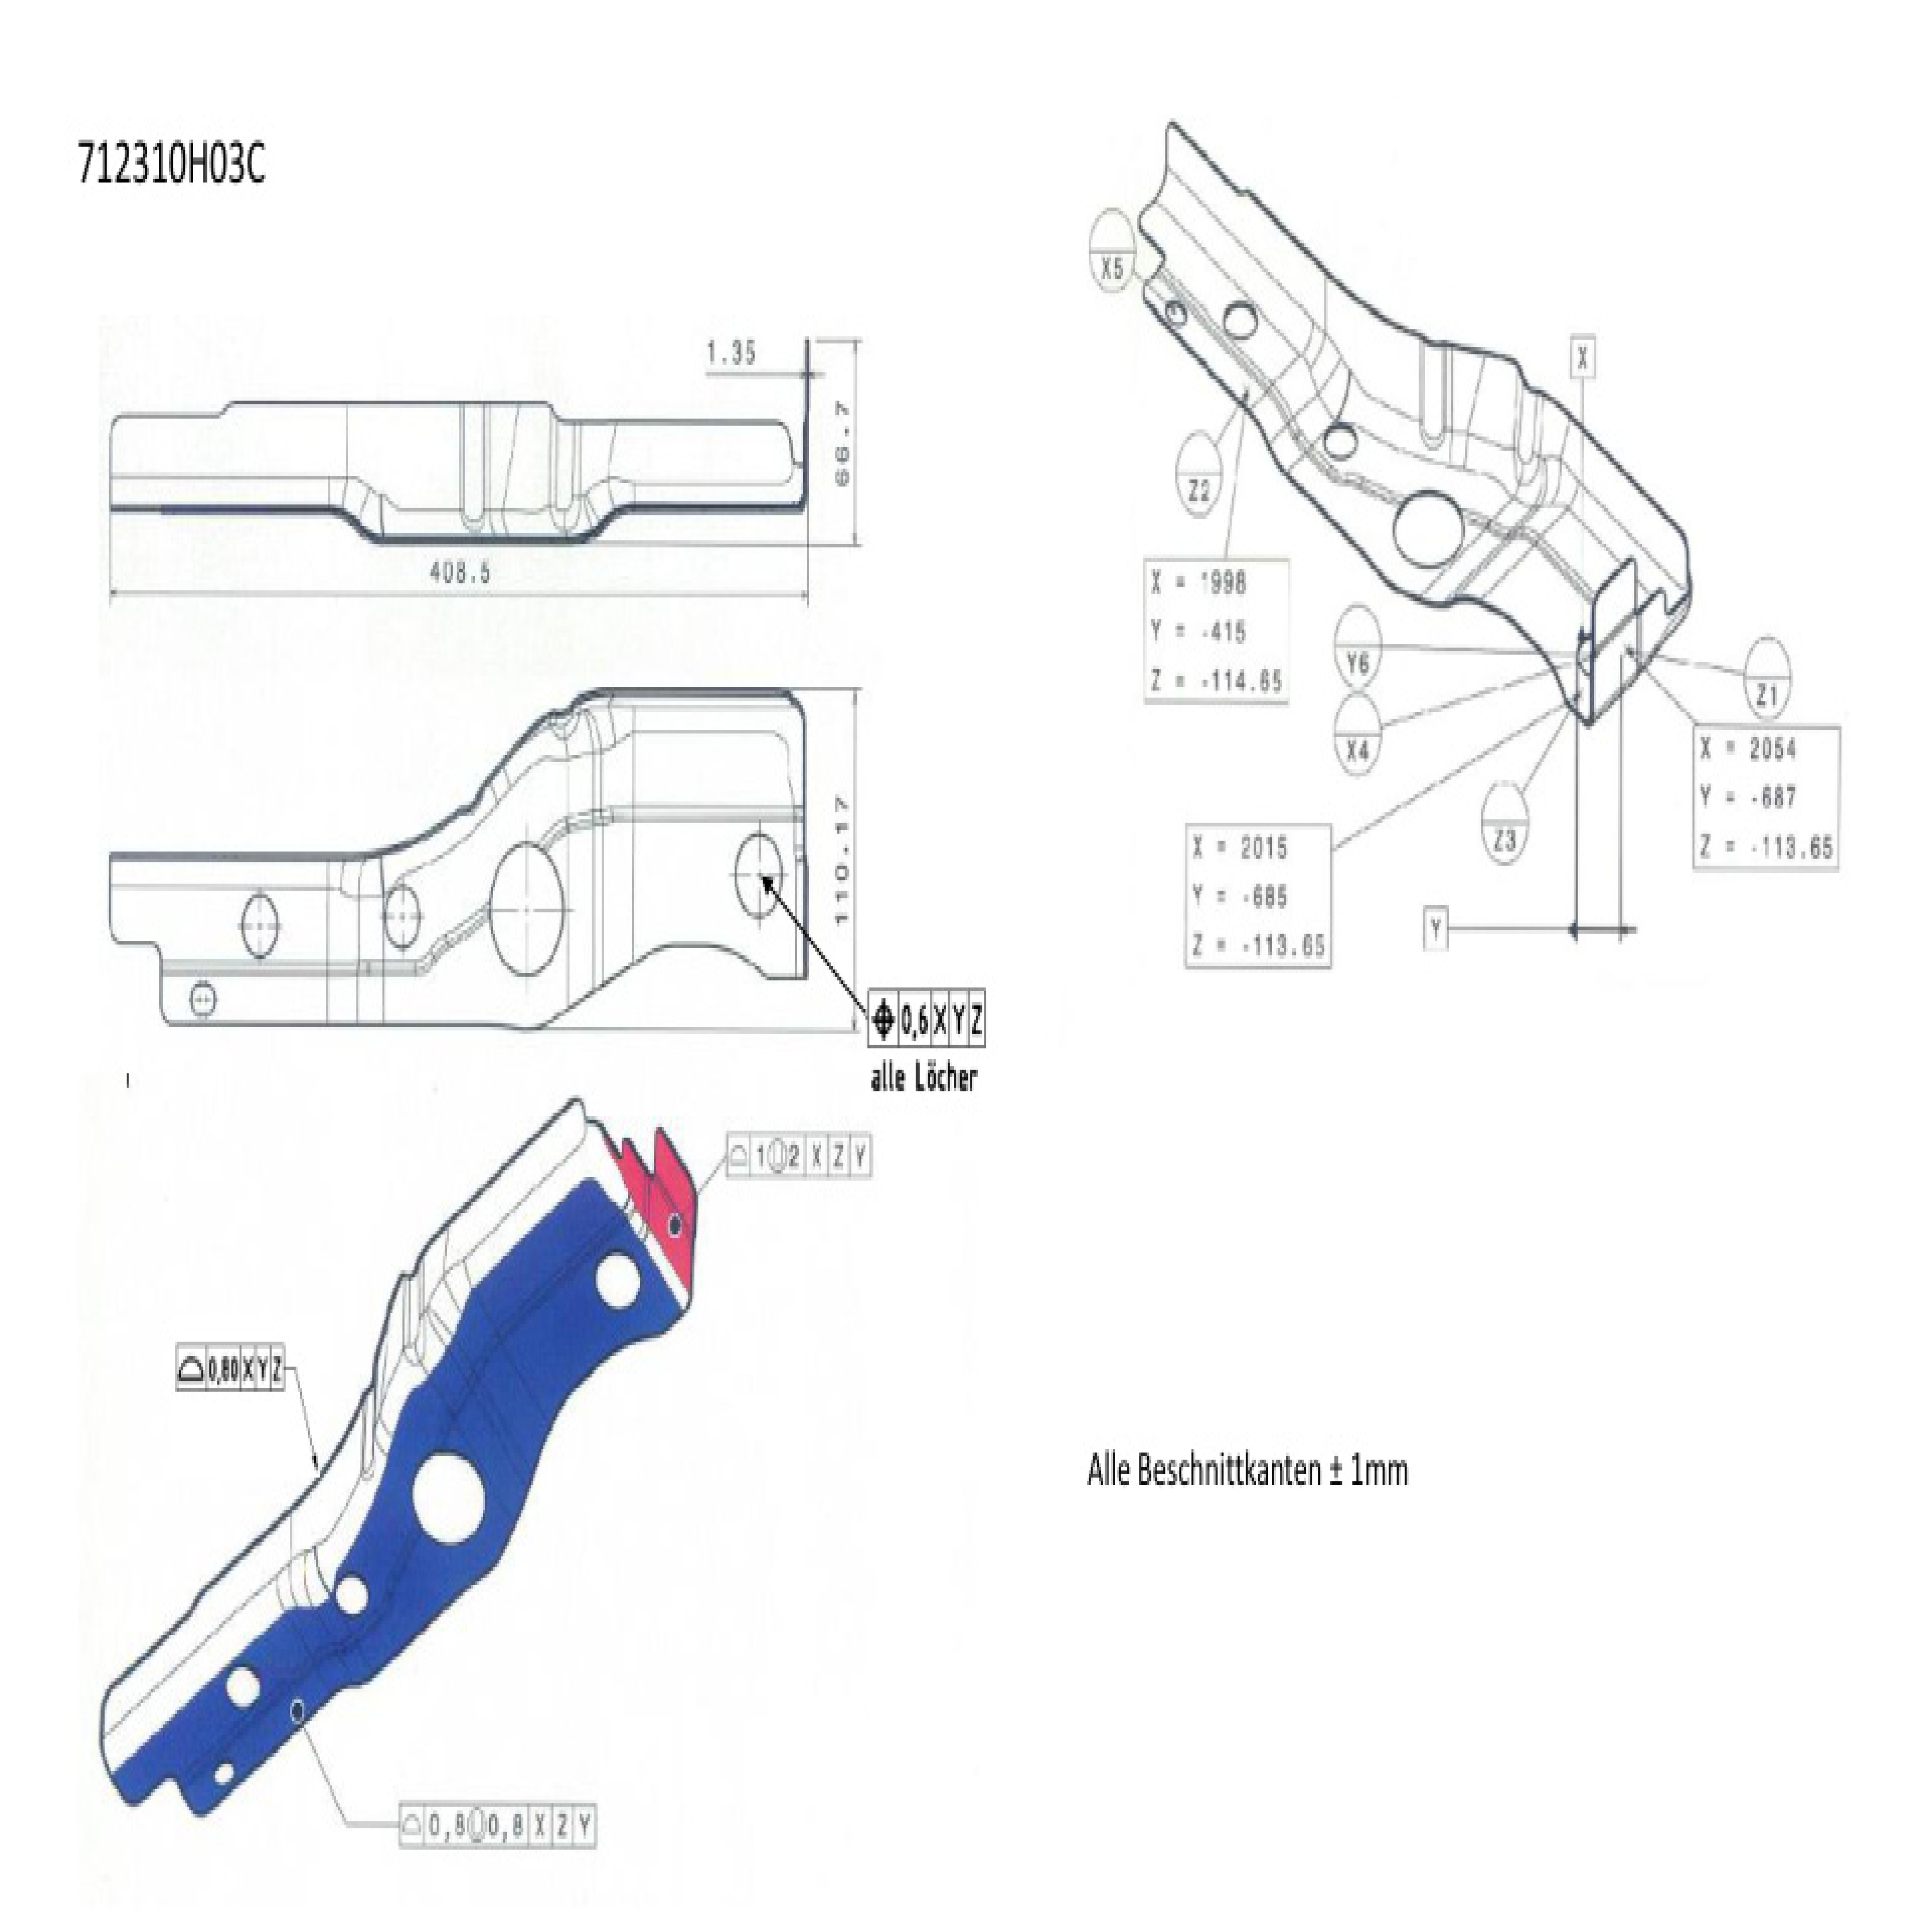 712310H03C
1.35
66.7
408.5
110.17
⌖ 0,6 X Y Z
alle Löcher
X5
Z2
X
X = 1998
Y = -415
Z = -114.65
Y6
X4
Z1
Z3
X = 2054
Y = -687
Z = -113.65
X = 2015
Y = -685
Z = -113.65
Y
⌓ 1 2 X Z Y
⌓ 0,80 X Y Z
⌓ 0,8 0,8 X Z Y
Alle Beschnittkanten ± 1mm